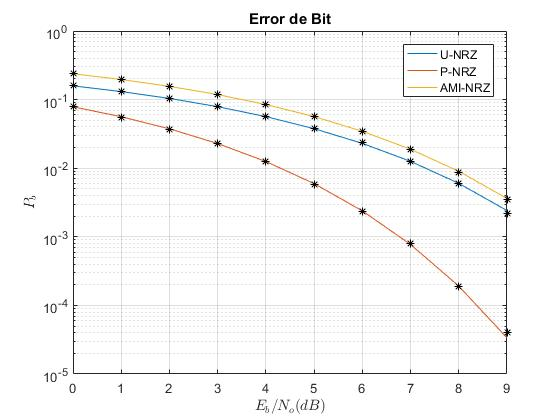 Error de Bit
10^0
10^-1
10^-2
10^-3
10^-4
10^-5
P_b
U-NRZ
P-NRZ
AMI-NRZ
0 1 2 3 4 5 6 7 8 9
E_b/N_o(dB)